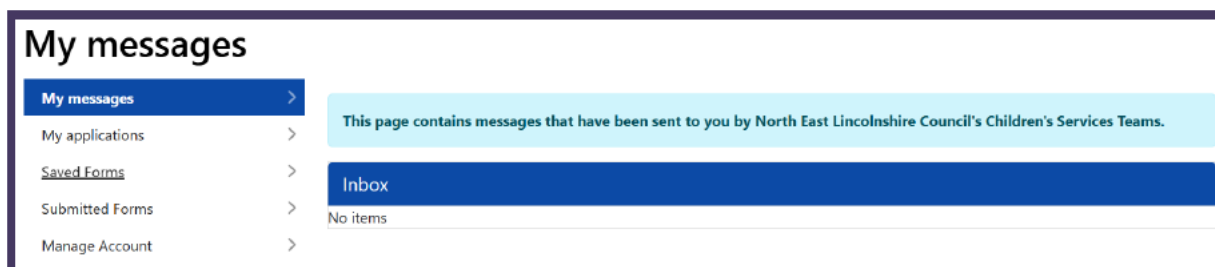 My messages
My messages
My applications
Saved Forms
Submitted Forms
Manage Account
This page contains messages that have been sent to you by North East Lincolnshire Council's Children's Services Teams.
Inbox
No items